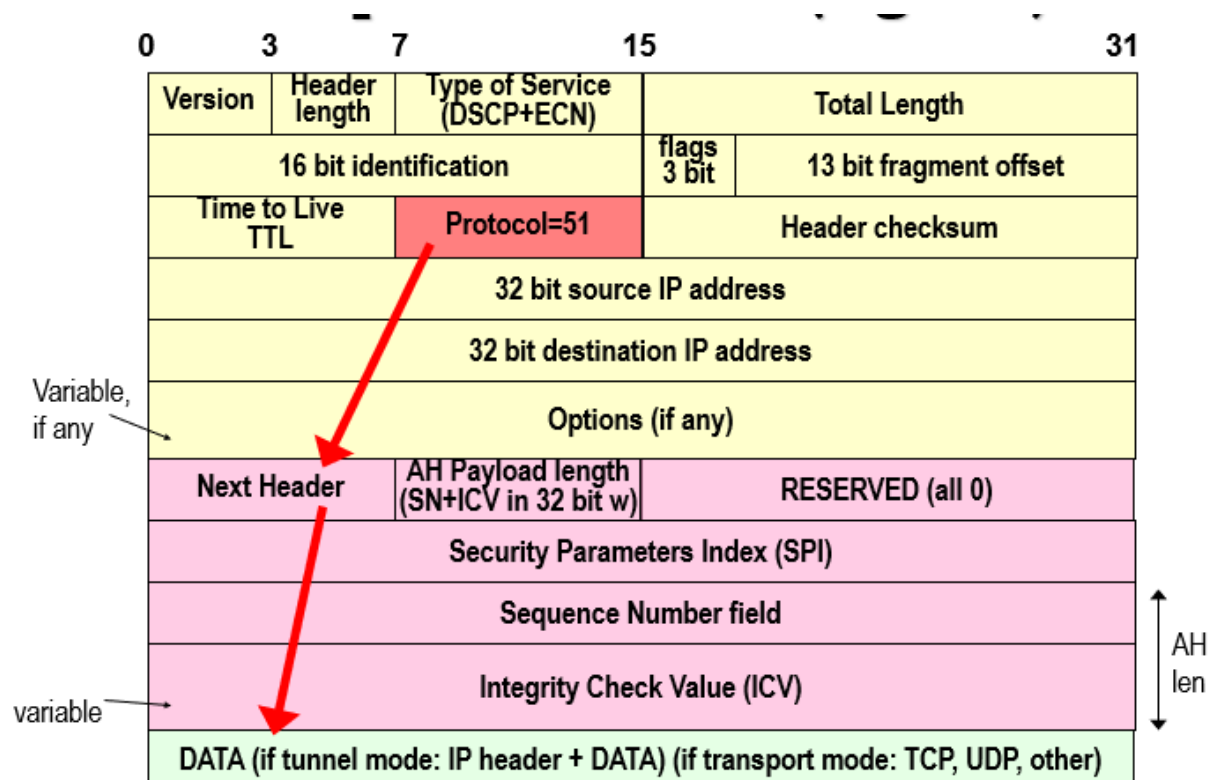 0 3 7 15 31
Version
Header
length
Type of Service
(DSCP+ECN)
Total Length
16 bit identification
flags
3 bit
13 bit fragment offset
Time to Live
TTL
Protocol=51
Header checksum
32 bit source IP address
32 bit destination IP address
Variable,
if any
Options (if any)
Next Header
AH Payload length
(SN+ICV in 32 bit w)
RESERVED (all 0)
Security Parameters Index (SPI)
Sequence Number field
AH
len
Integrity Check Value (ICV)
variable
DATA (if tunnel mode: IP header + DATA) (if transport mode: TCP, UDP, other)